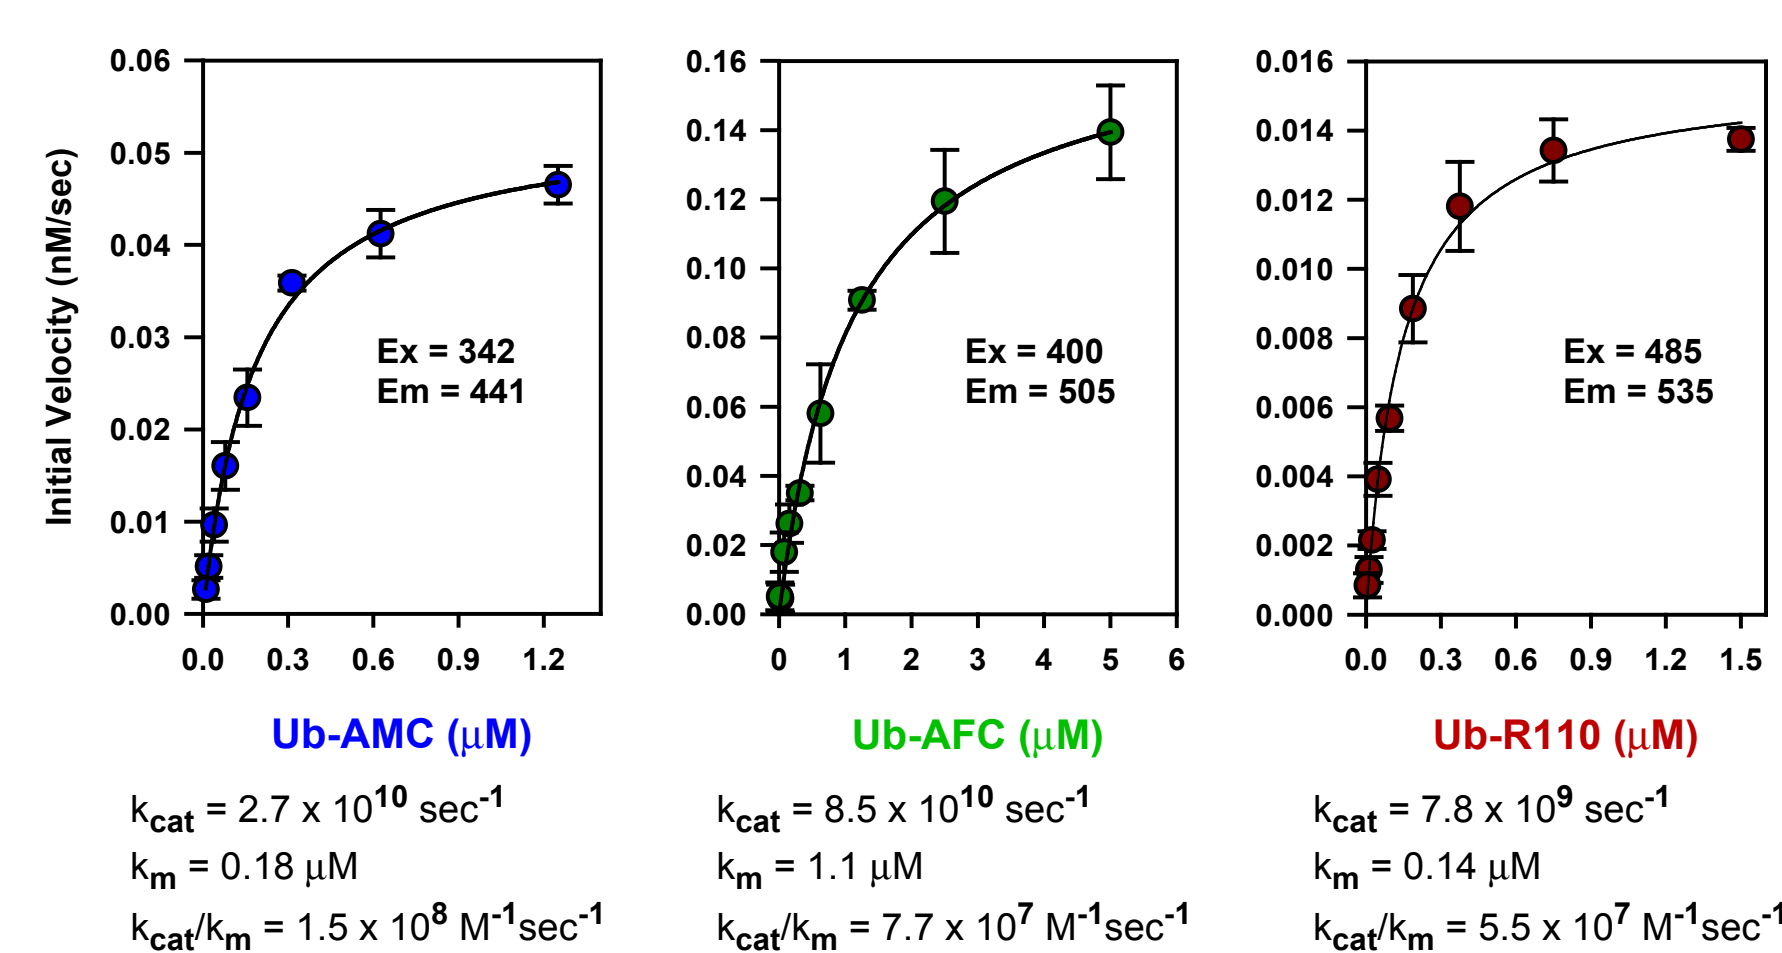 Initial Velocity (nM/sec)
0.06
0.05
0.04
0.03
0.02
0.01
0.00
0.0 0.3 0.6 0.9 1.2
Ex = 342
Em = 441
Ub-AMC (μM)
kcat = 2.7 x 10^10 sec^-1
km = 0.18 μM
kcat/km = 1.5 x 10^8 M^-1sec^-1
0.16
0.14
0.12
0.10
0.08
0.06
0.04
0.02
0.00
0 1 2 3 4 5 6
Ex = 400
Em = 505
Ub-AFC (μM)
kcat = 8.5 x 10^10 sec^-1
km = 1.1 μM
kcat/km = 7.7 x 10^7 M^-1sec^-1
0.016
0.014
0.012
0.010
0.008
0.006
0.004
0.002
0.000
0.0 0.3 0.6 0.9 1.2 1.5
Ex = 485
Em = 535
Ub-R110 (μM)
kcat = 7.8 x 10^9 sec^-1
km = 0.14 μM
kcat/km = 5.5 x 10^7 M^-1sec^-1